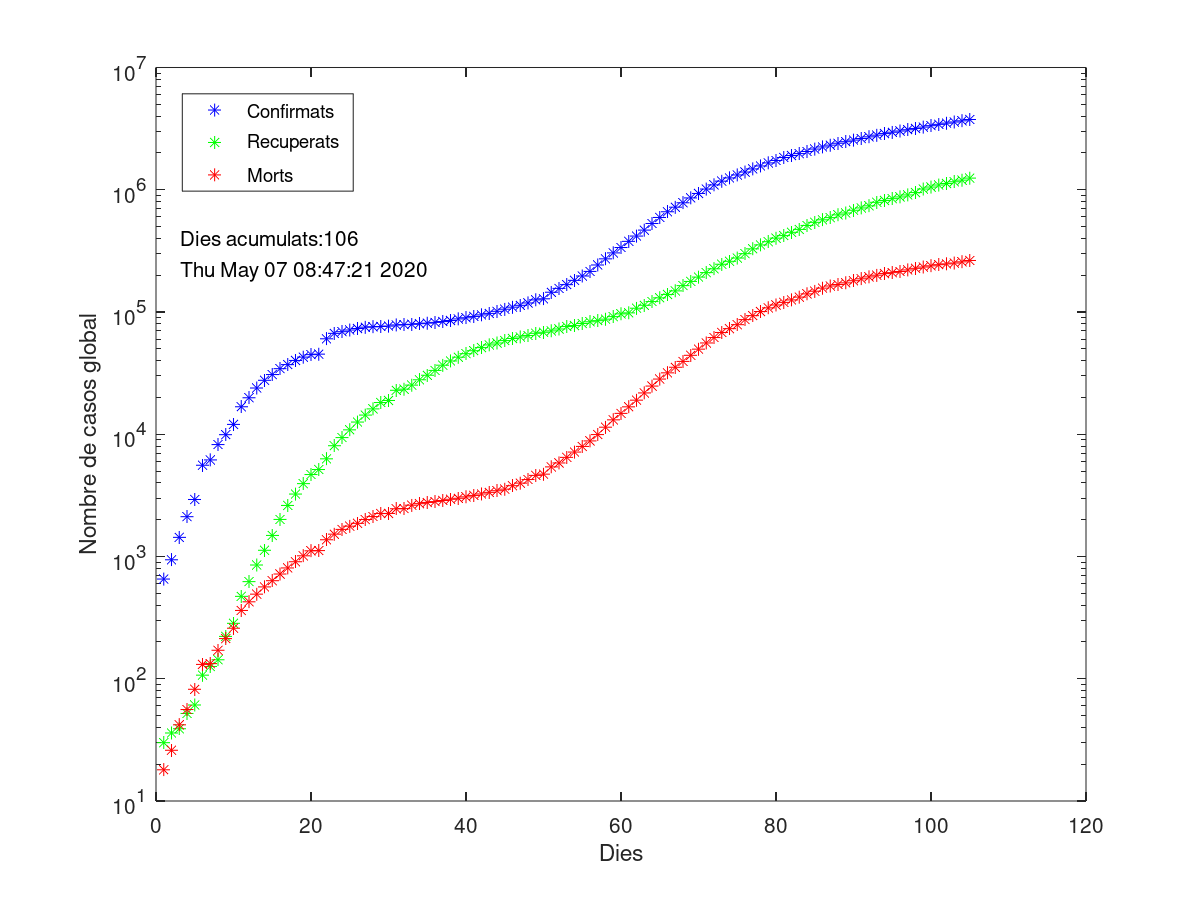 10^7
10^6
10^5
10^4
10^3
10^2
10^1
Confirmats
Recuperats
Morts
Dies acumulats:106
Thu May 07 08:47:21 2020
Nombre de casos global
0 20 40 60 80 100 120
Dies